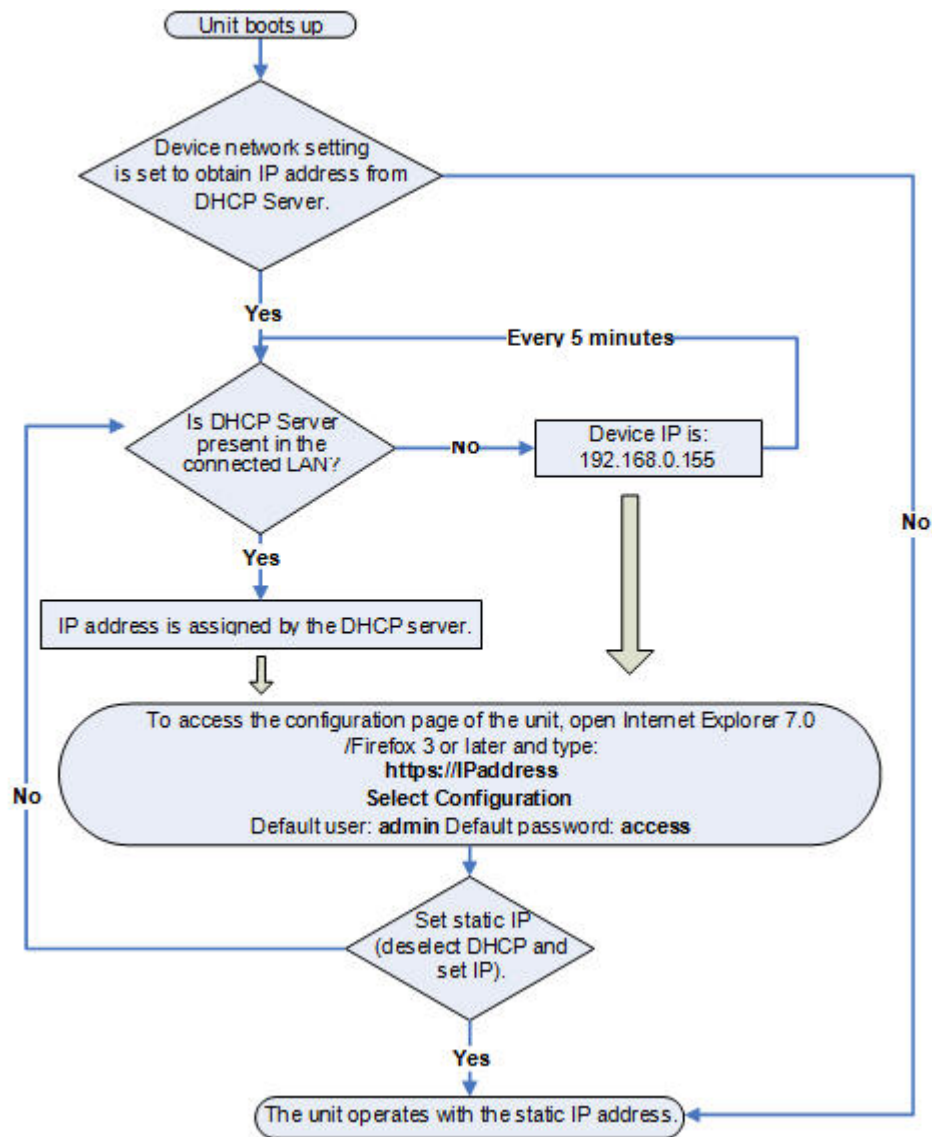 Unit boots up
Device network setting
is set to obtain IP address from
DHCP Server.
Yes
Every 5 minutes
Is DHCP Server
present in the
connected LAN?
No
Device IP is:
192.168.0.155
No
Yes
IP address is assigned by the DHCP server.
To access the configuration page of the unit, open Internet Explorer 7.0
/Firefox 3 or later and type:
https://IPaddress
Select Configuration
Default user: admin Default password: access
No
Set static IP
(deselect DHCP and
set IP).
Yes
The unit operates with the static IP address.